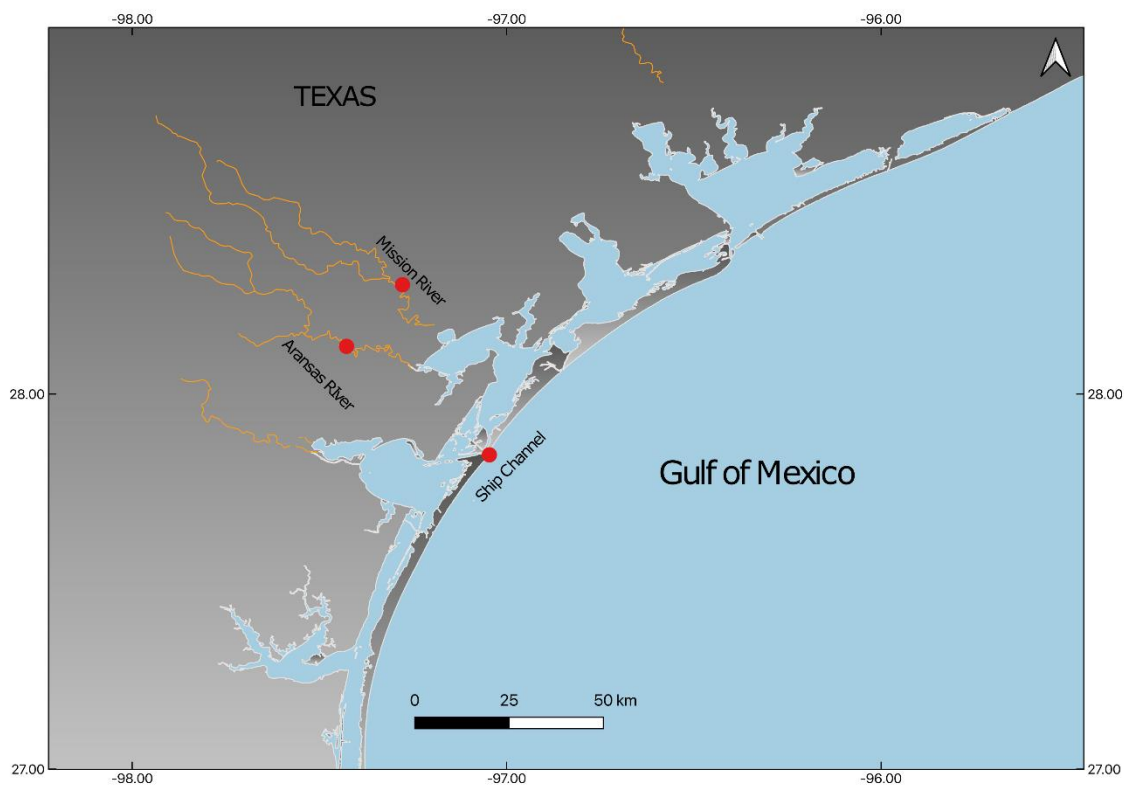 -98.00
-97.00
-96.00
TEXAS
Mission River
Aransas River
28.00
28.00
Ship Channel
Gulf of Mexico
0 25 50 km
27.00
27.00
-98.00
-97.00
-96.00